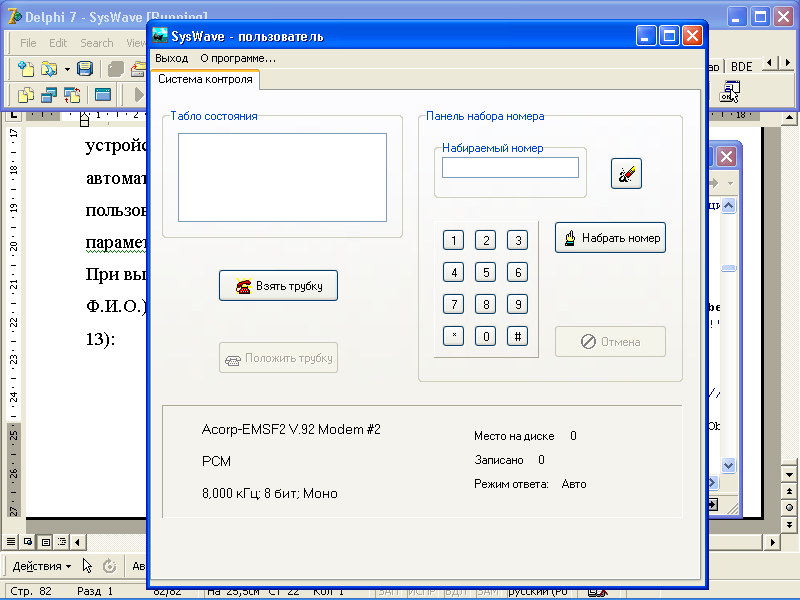 Delphi 7 - SysWave [Running]
File Edit Search View
BDE
SysWave - пользователь
Выход О программе...
Система контроля
Табло состояния
Панель набора номера
Набираемый номер
Набрать номер
1 2 3
4 5 6
7 8 9
* 0 #
Взять трубку
Положить трубку
Отмена
Acorp-EMSF2 V.92 Modem #2
PCM
8,000 кГц; 8 бит; Моно
Место на диске 0
Записано 0
Режим ответа: Авто
устройс
автомат
пользов
парамет
При вы
Ф.И.О.)
13):
Действия Ав
Стр. 82 Разд 1 82/82 На 25,5см Ст 22 Кол 1 ЗАП ИСПР ВДЛ ЗАМ русский (Ро